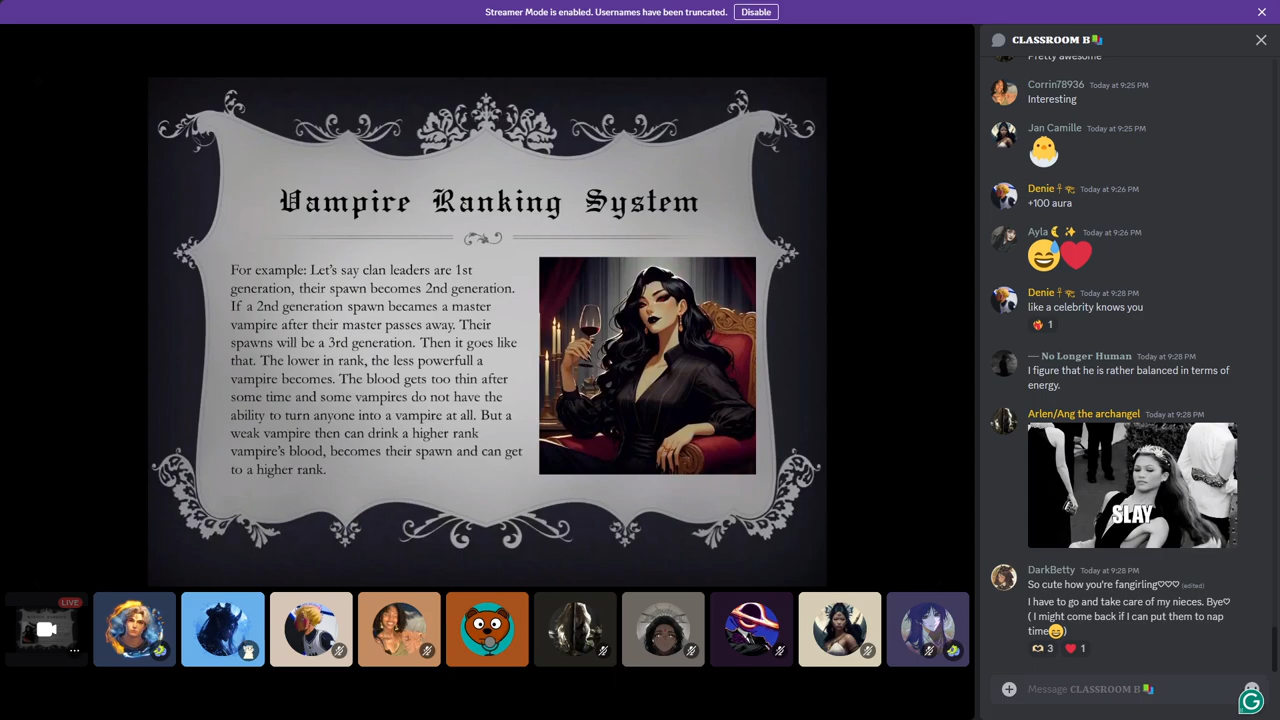 Streamer Mode is enabled. Usernames have been truncated. Disable
Vampire Ranking System
For example: Let's say clan leaders are 1st
generation, their spawn becomes 2nd generation.
If a 2nd generation spawn becames a master
vampire after their master passes away. Their
spawns will be a 3rd generation. Then it goes like
that. The lower in rank, the less powerfull a
vampire becomes. The blood gets too thin after
some time and some vampires do not have the
ability to turn anyone into a vampire at all. But a
weak vampire then can drink a higher rank
vampire's blood, becomes their spawn and can get
to a higher rank.
LIVE
CLASSROOM B
Pretty awesome
Corrin78936 Today at 9:25 PM
Interesting
Jan Camille Today at 9:25 PM
Denie Today at 9:26 PM
+100 aura
Ayla Today at 9:26 PM
Denie Today at 9:28 PM
like a celebrity knows you
1
— No Longer Human Today at 9:28 PM
I figure that he is rather balanced in terms of
energy.
Arlen/Ang the archangel Today at 9:28 PM
SLAY
DarkBetty Today at 9:28 PM
So cute how you're fangirling♡♡♡ (edited)
I have to go and take care of my nieces. Bye♡
( I might come back if I can put them to nap
time😄)
3 1
Message CLASSROOM B